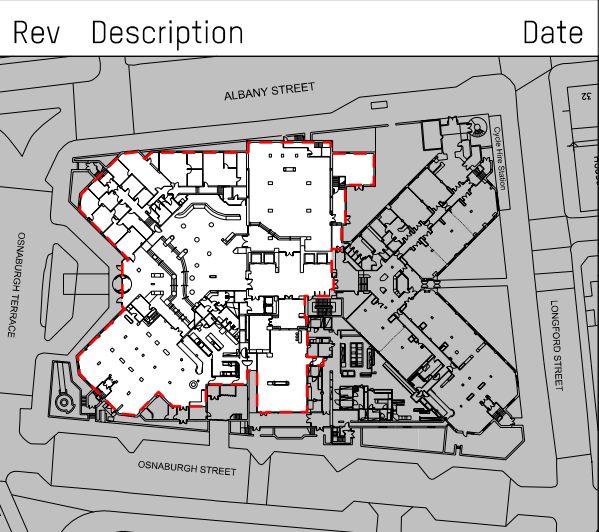 Rev Description Date
ALBANY STREET
32
Cycle Hire Station
OSNABURGH TERRACE
LONGFORD STREET
OSNABURGH STREET